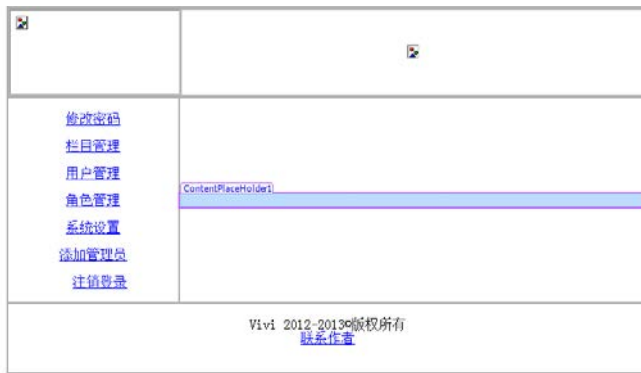 修改密码
栏目管理
用户管理
ContentPlaceHolder1
角色管理
系统设置
添加管理员
注销登录
Vivi 2012-2013©版权所有
联系作者